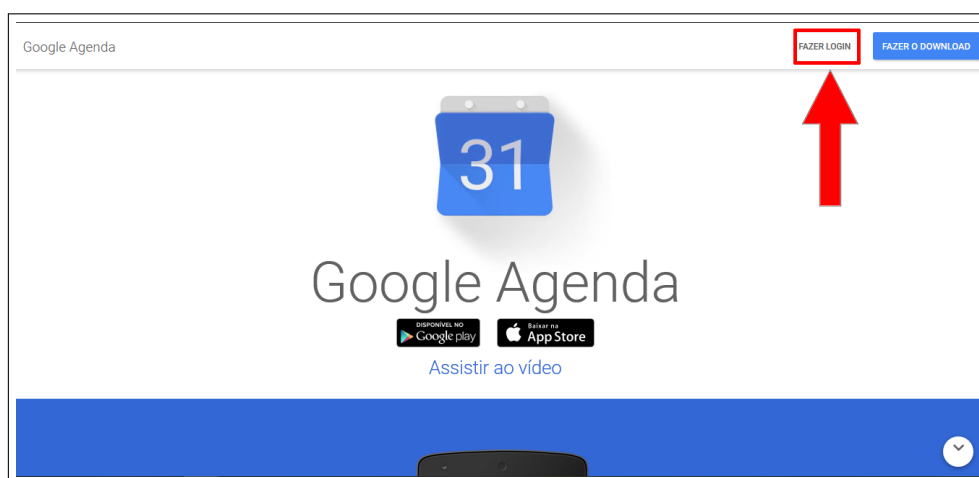 Google Agenda
FAZER LOGIN
FAZER O DOWNLOAD
31
Google Agenda
DISPONÍVEL NO
Google play
Baixar na
App Store
Assistir ao vídeo